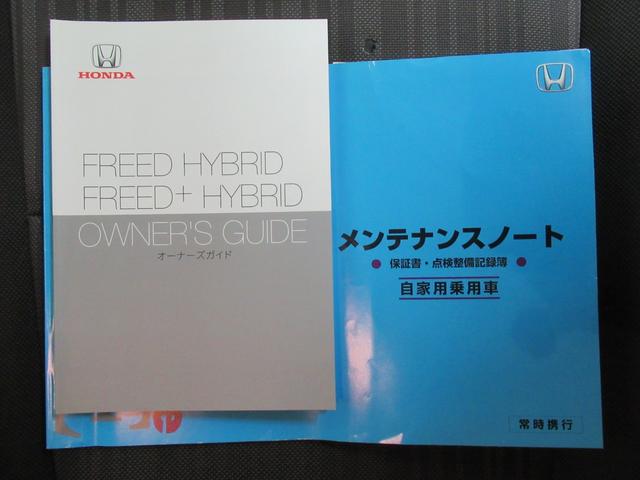 HONDA
FREED HYBRID
FREED+ HYBRID
OWNER'S GUIDE
オーナーズガイド
メンテナンスノート
● 保証書・点検整備記録簿 ●
自家用乗用車
常時携行